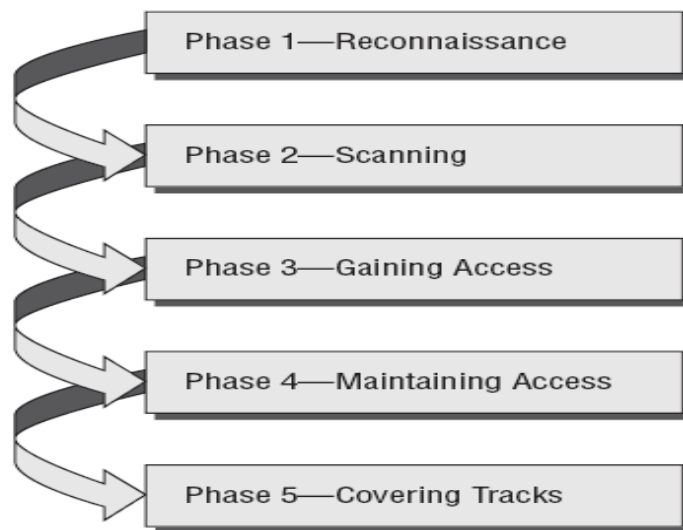 Phase 1—Reconnaissance
Phase 2—Scanning
Phase 3—Gaining Access
Phase 4—Maintaining Access
Phase 5—Covering Tracks